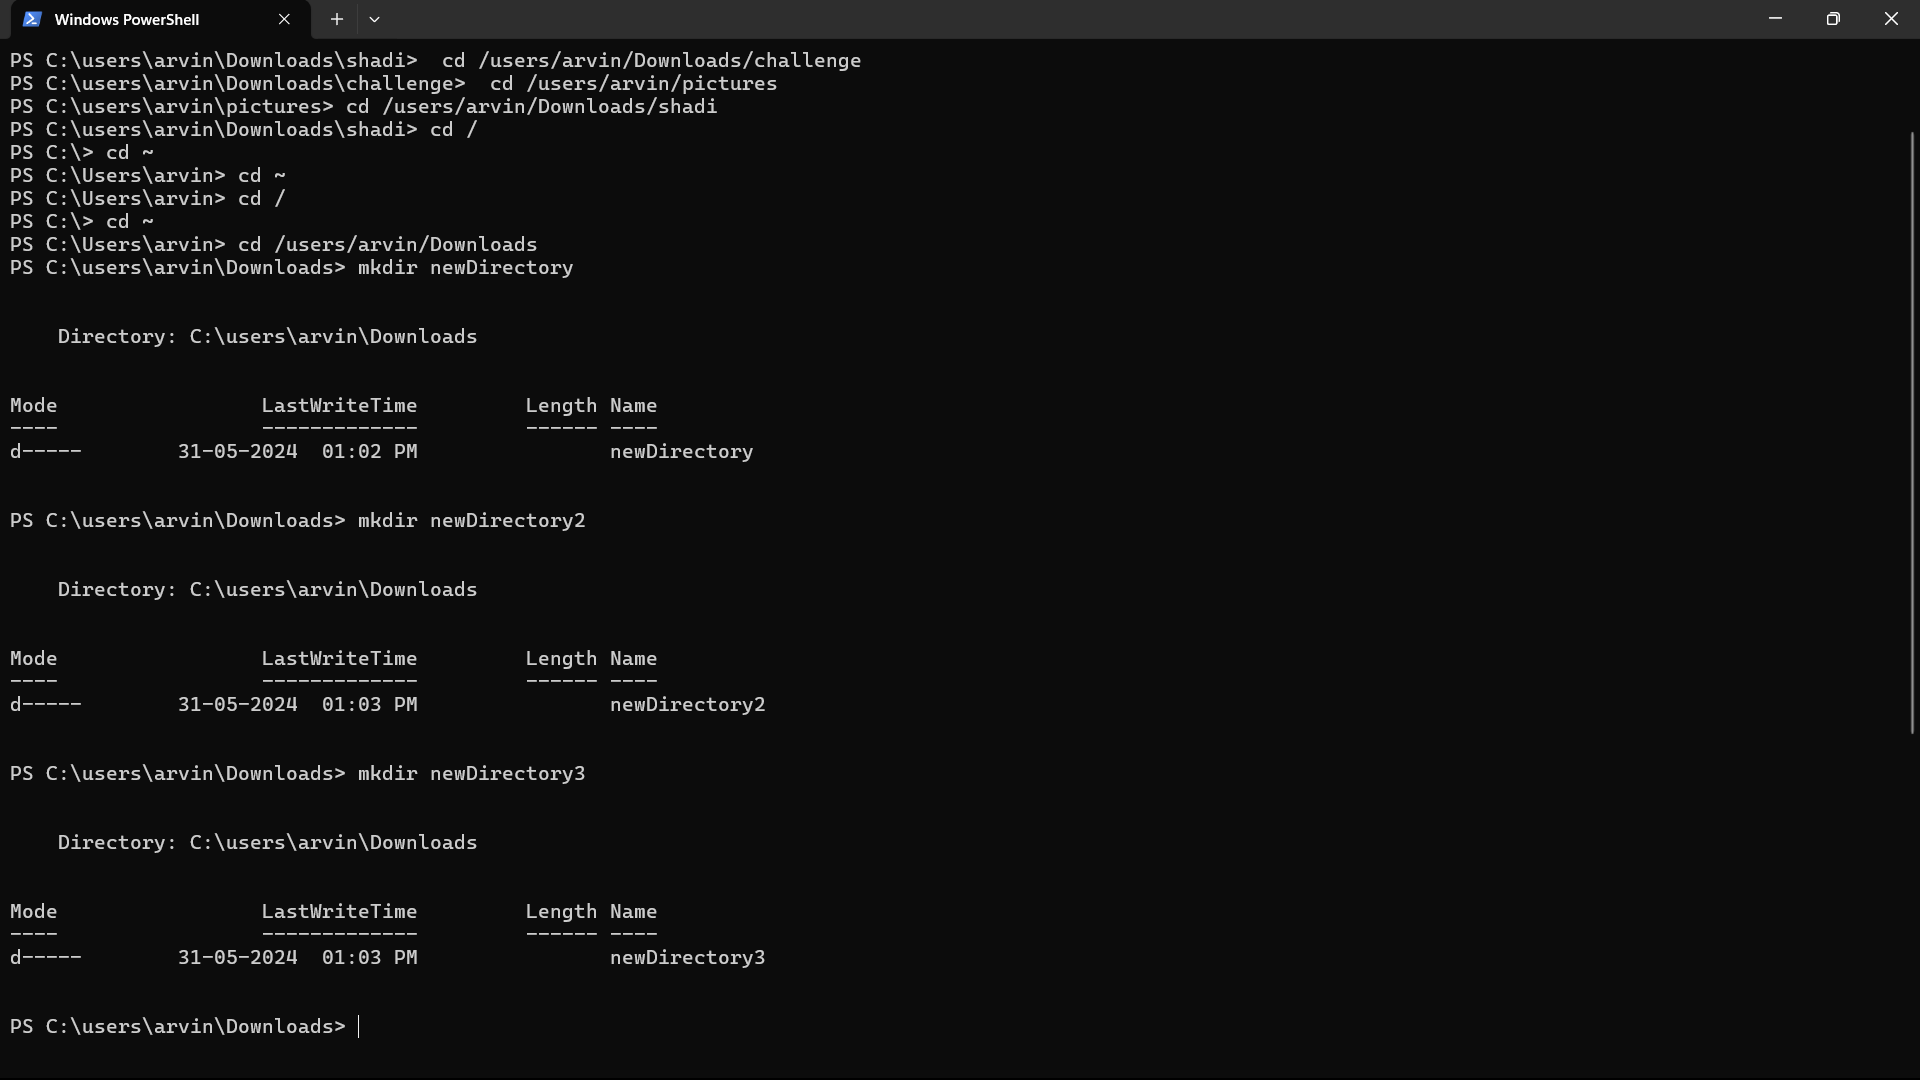 Windows PowerShell
PS C:\users\arvin\Downloads\shadi>  cd /users/arvin/Downloads/challenge
PS C:\users\arvin\Downloads\challenge>  cd /users/arvin/pictures
PS C:\users\arvin\pictures> cd /users/arvin/Downloads/shadi
PS C:\users\arvin\Downloads\shadi> cd /
PS C:\> cd ~
PS C:\Users\arvin> cd ~
PS C:\Users\arvin> cd /
PS C:\> cd ~
PS C:\Users\arvin> cd /users/arvin/Downloads
PS C:\users\arvin\Downloads> mkdir newDirectory
    Directory: C:\users\arvin\Downloads
Mode                 LastWriteTime         Length Name
----                 -------------         ------ ----
d-----        31-05-2024  01:02 PM                newDirectory
PS C:\users\arvin\Downloads> mkdir newDirectory2
    Directory: C:\users\arvin\Downloads
Mode                 LastWriteTime         Length Name
----                 -------------         ------ ----
d-----        31-05-2024  01:03 PM                newDirectory2
PS C:\users\arvin\Downloads> mkdir newDirectory3
    Directory: C:\users\arvin\Downloads
Mode                 LastWriteTime         Length Name
----                 -------------         ------ ----
d-----        31-05-2024  01:03 PM                newDirectory3
PS C:\users\arvin\Downloads>